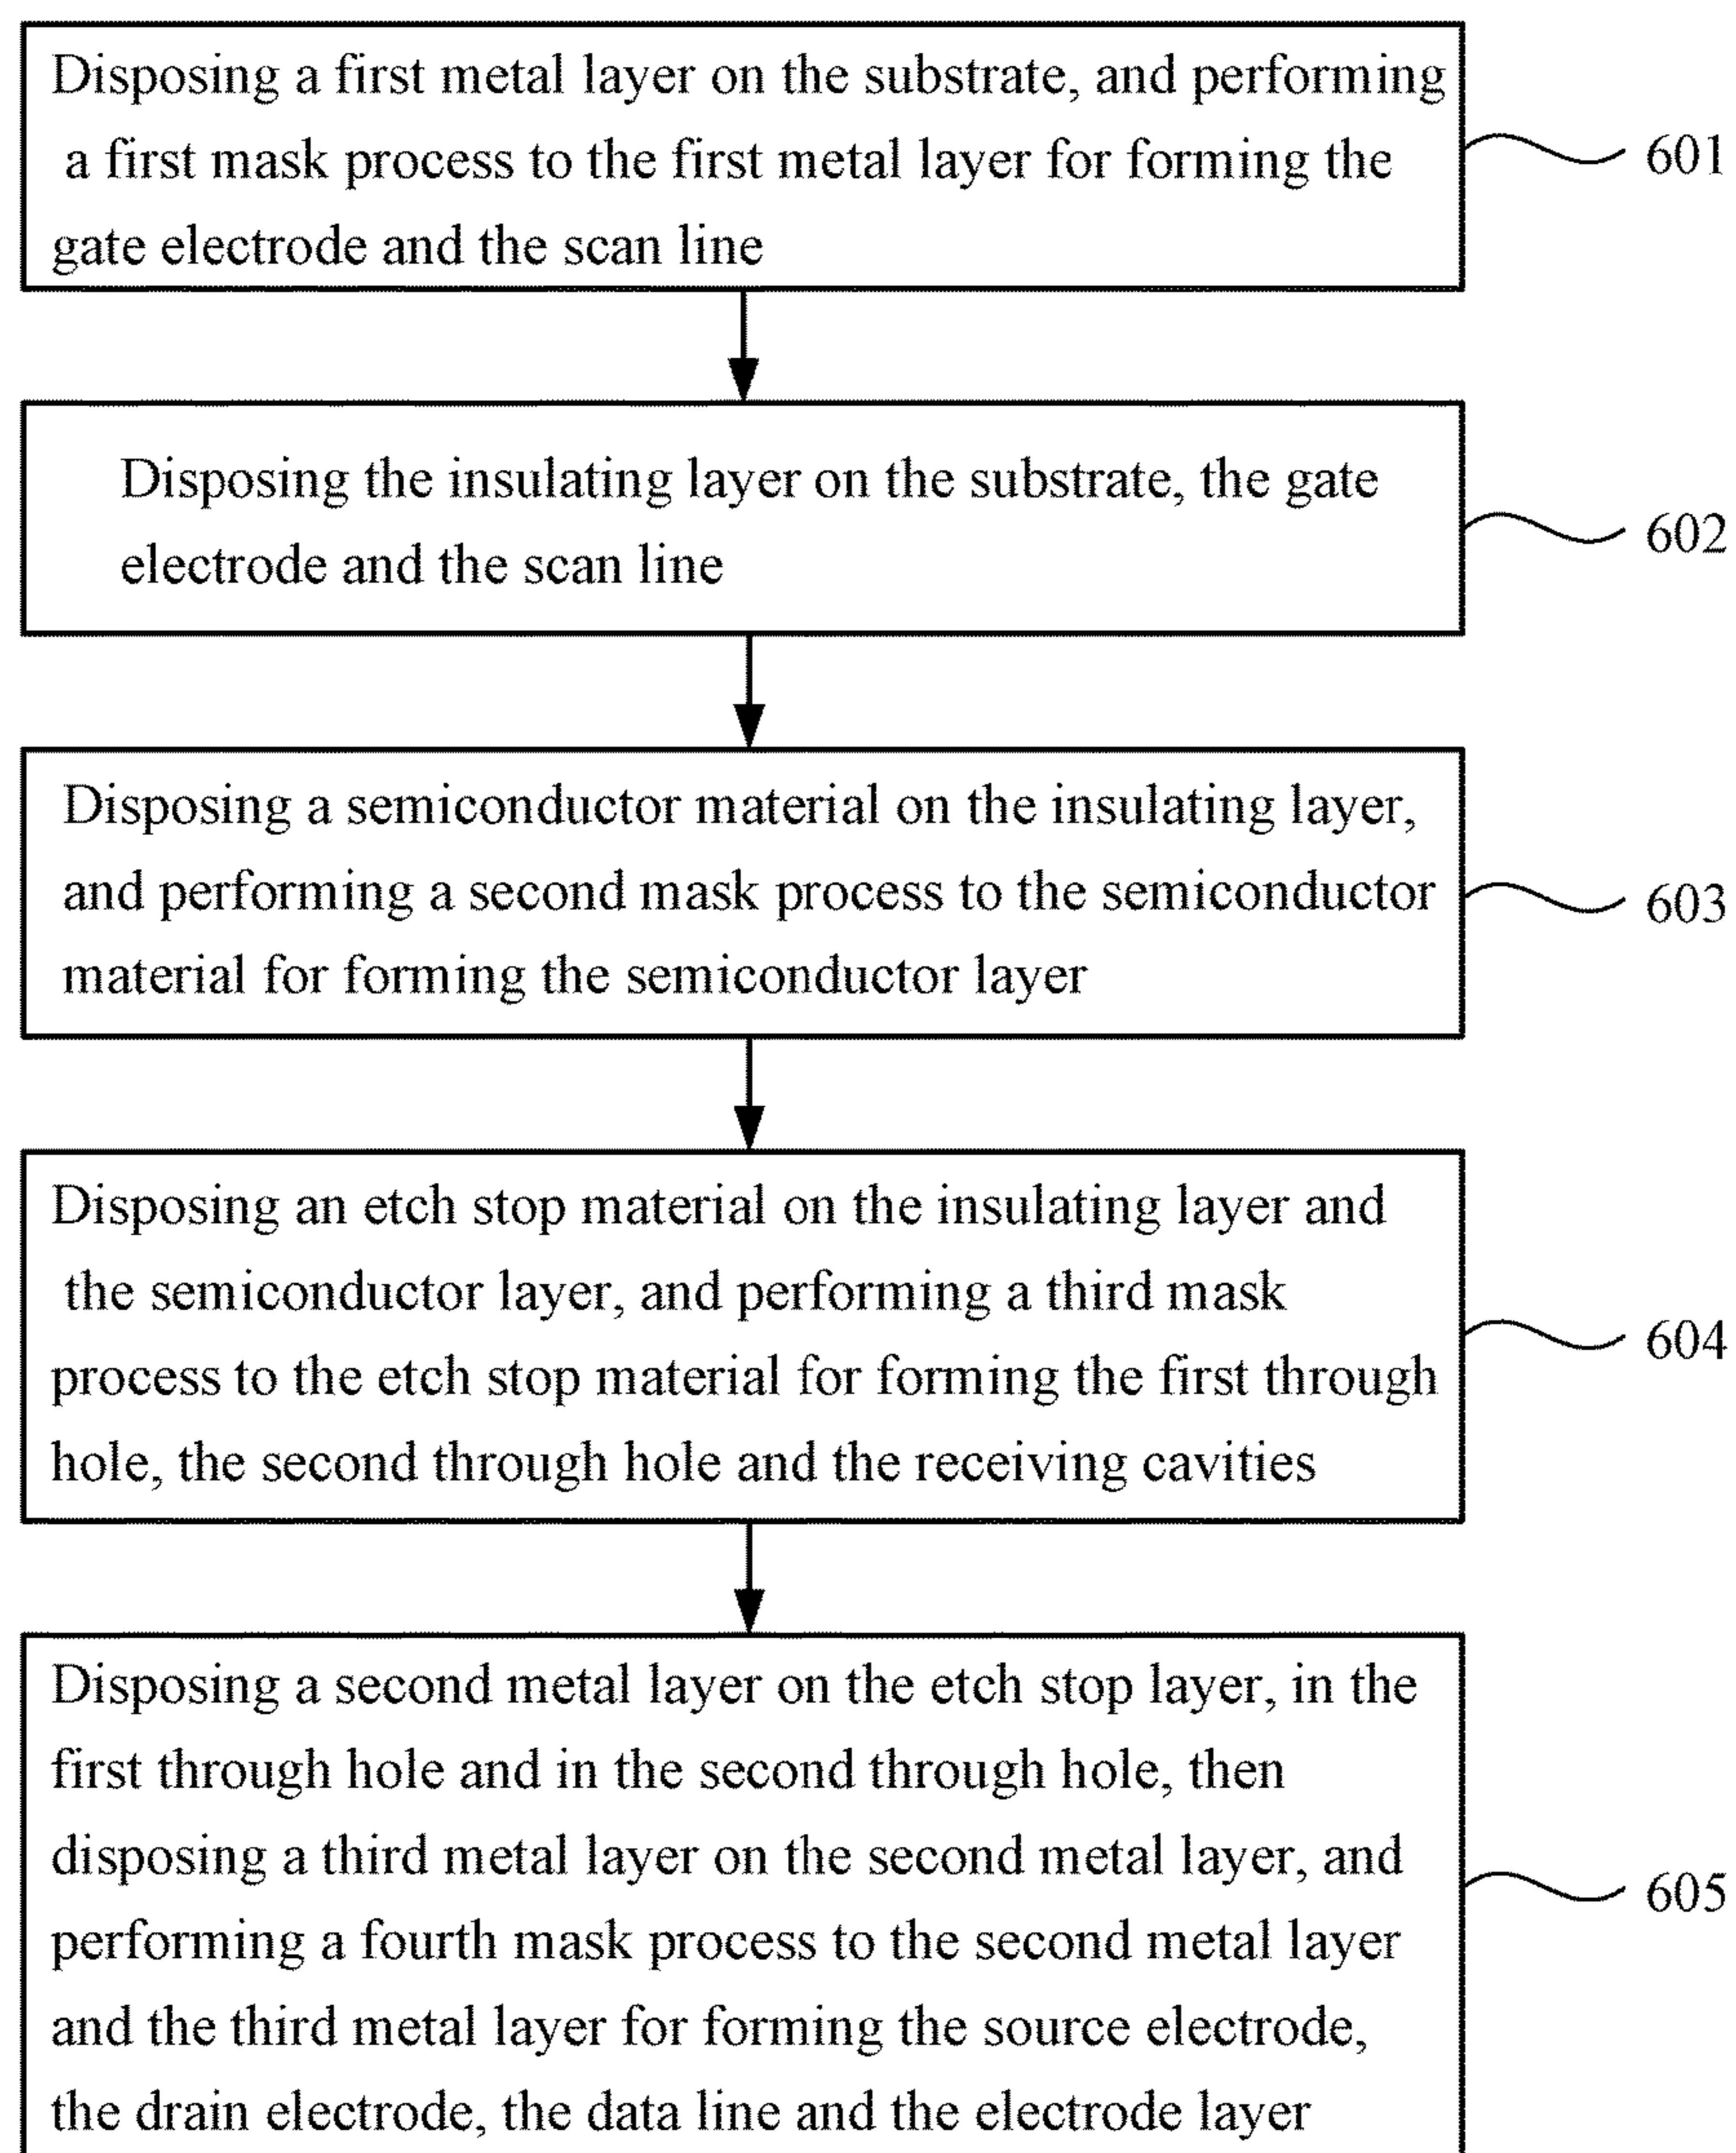 Disposing a first metal layer on the substrate, and performing
a first mask process to the first metal layer for forming the
gate electrode and the scan line
601
Disposing the insulating layer on the substrate, the gate
electrode and the scan line
602
Disposing a semiconductor material on the insulating layer,
and performing a second mask process to the semiconductor
material for forming the semiconductor layer
603
Disposing an etch stop material on the insulating layer and
the semiconductor layer, and performing a third mask
process to the etch stop material for forming the first through
hole, the second through hole and the receiving cavities
604
Disposing a second metal layer on the etch stop layer, in the
first through hole and in the second through hole, then
disposing a third metal layer on the second metal layer, and
performing a fourth mask process to the second metal layer
and the third metal layer for forming the source electrode,
the drain electrode, the data line and the electrode layer
605